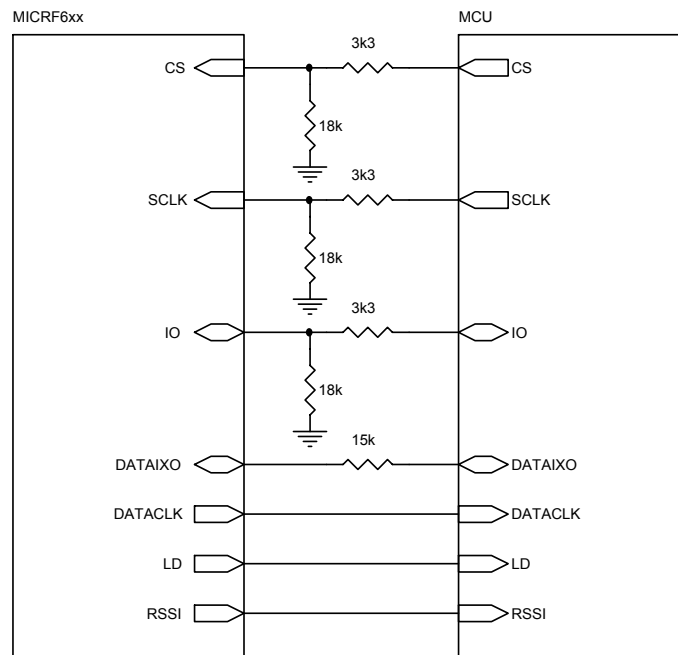 MICRF6xx MCU
3k3
CS CS
18k
3k3
SCLK SCLK
18k
3k3
IO IO
18k
15k
DATAIXO DATAIXO
DATACLK DATACLK
LD LD
RSSI RSSI